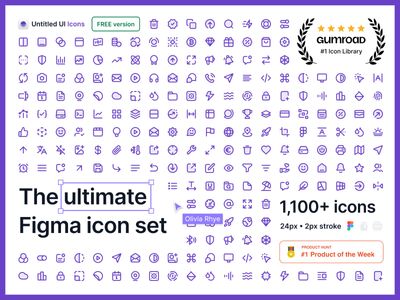 Untitled UI Icons
FREE version
GUMROAD
#1 Icon Library
The ultimate
Figma icon set
Olivia Rhye
1,100+ icons
24px • 2px stroke
PRODUCT HUNT
#1 Product of the Week